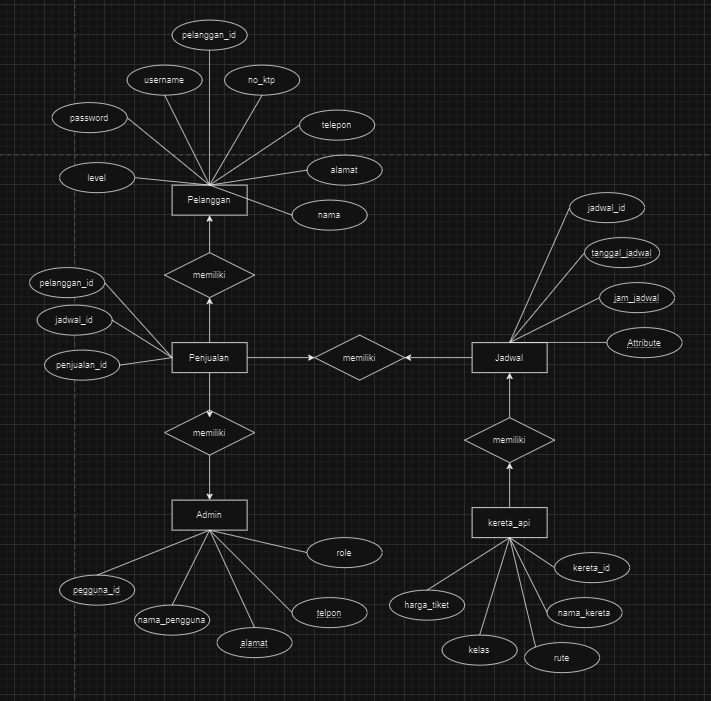 pelanggan_id
username
no_ktp
password
telepon
level
alamat
Pelanggan
nama
jadwal_id
tanggal_jadwal
memiliki
pelanggan_id
jam_jadwal
jadwal_id
Attribute
penjualan_id
Penjualan
memiliki
Jadwal
memiliki
memiliki
Admin
kereta_api
role
kereta_id
pegguna_id
harga_tiket
nama_pengguna
telpon
nama_kereta
alamat
kelas
rute